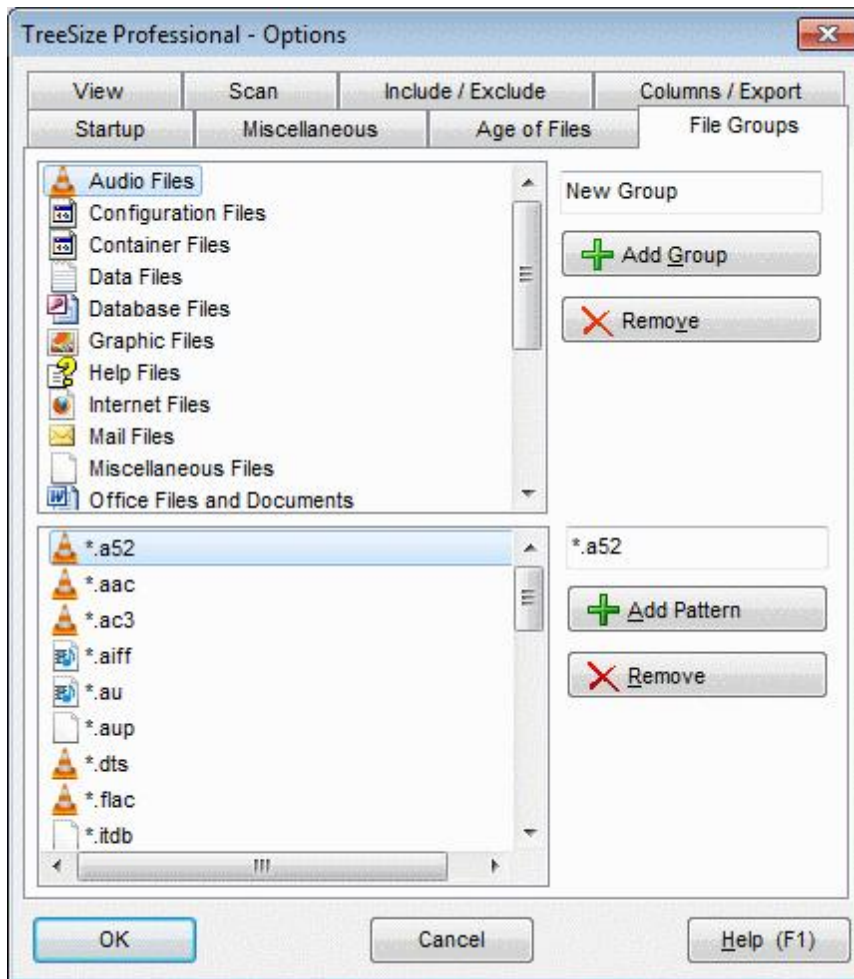 TreeSize Professional - Options
View Scan Include / Exclude Columns / Export
Startup Miscellaneous Age of Files File Groups
Audio Files
Configuration Files
Container Files
Data Files
Database Files
Graphic Files
Help Files
Internet Files
Mail Files
Miscellaneous Files
Office Files and Documents
New Group
Add Group
Remove
*.a52
*.aac
*.ac3
*.aiff
*.au
*.aup
*.dts
*.flac
*.itdb
*.a52
Add Pattern
Remove
OK Cancel Help (F1)